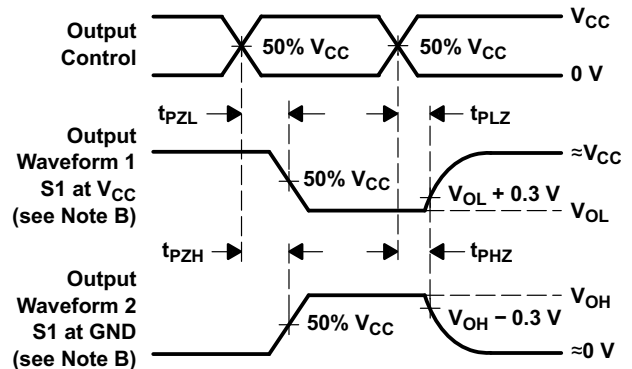 Output
Control
50% VCC
50% VCC
VCC
0 V
tPZL
tPLZ
Output
Waveform 1
S1 at VCC
(see Note B)
50% VCC
≈VCC
VOL + 0.3 V
VOL
tPZH
tPHZ
Output
Waveform 2
S1 at GND
(see Note B)
50% VCC
VOH
VOH − 0.3 V
≈0 V